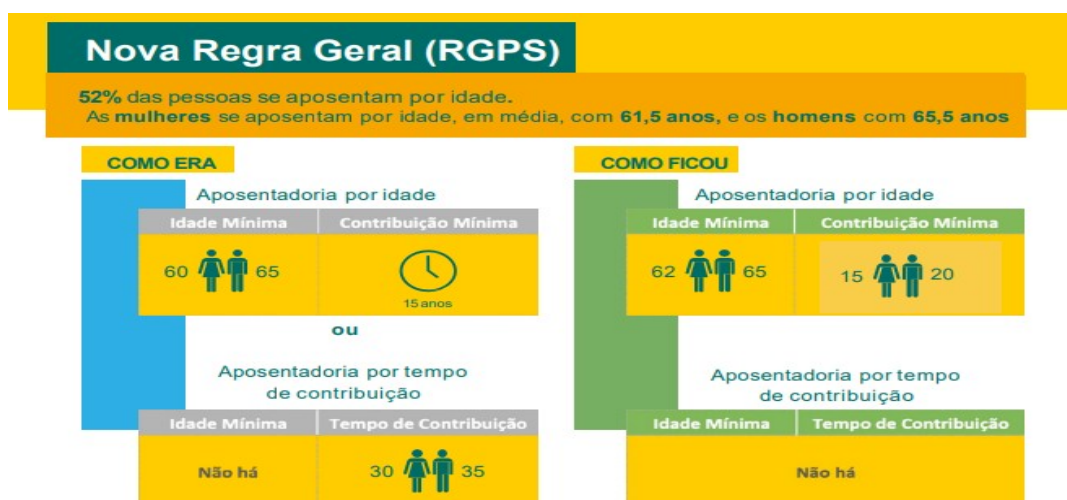 Nova Regra Geral (RGPS)
52% das pessoas se aposentam por idade.
As mulheres se aposentam por idade, em média, com 61,5 anos, e os homens com 65,5 anos
COMO ERA
Aposentadoria por idade
Idade Mínima Contribuição Mínima
60 65
15 anos
ou
Aposentadoria por tempo
de contribuição
Idade Mínima Tempo de Contribuição
Não há 30 35
COMO FICOU
Aposentadoria por idade
Idade Mínima Contribuição Mínima
62 65 15 20
Aposentadoria por tempo
de contribuição
Idade Mínima Tempo de Contribuição
Não há